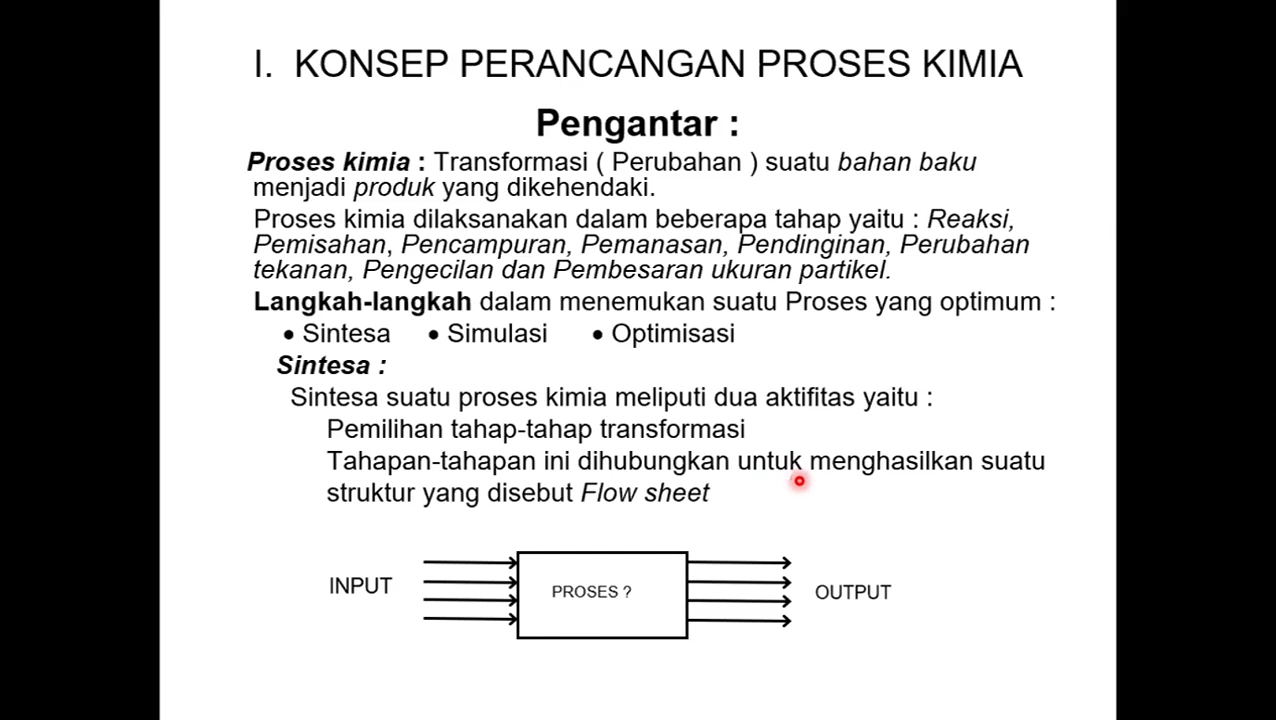 I. KONSEP PERANCANGAN PROSES KIMIA
Pengantar :
Proses kimia : Transformasi ( Perubahan ) suatu bahan baku
menjadi produk yang dikehendaki.
Proses kimia dilaksanakan dalam beberapa tahap yaitu : Reaksi,
Pemisahan, Pencampuran, Pemanasan, Pendinginan, Perubahan
tekanan, Pengecilan dan Pembesaran ukuran partikel.
Langkah-langkah dalam menemukan suatu Proses yang optimum :
• Sintesa • Simulasi • Optimisasi
Sintesa :
Sintesa suatu proses kimia meliputi dua aktifitas yaitu :
Pemilihan tahap-tahap transformasi
Tahapan-tahapan ini dihubungkan untuk menghasilkan suatu
struktur yang disebut Flow sheet
INPUT
PROSES ?
OUTPUT